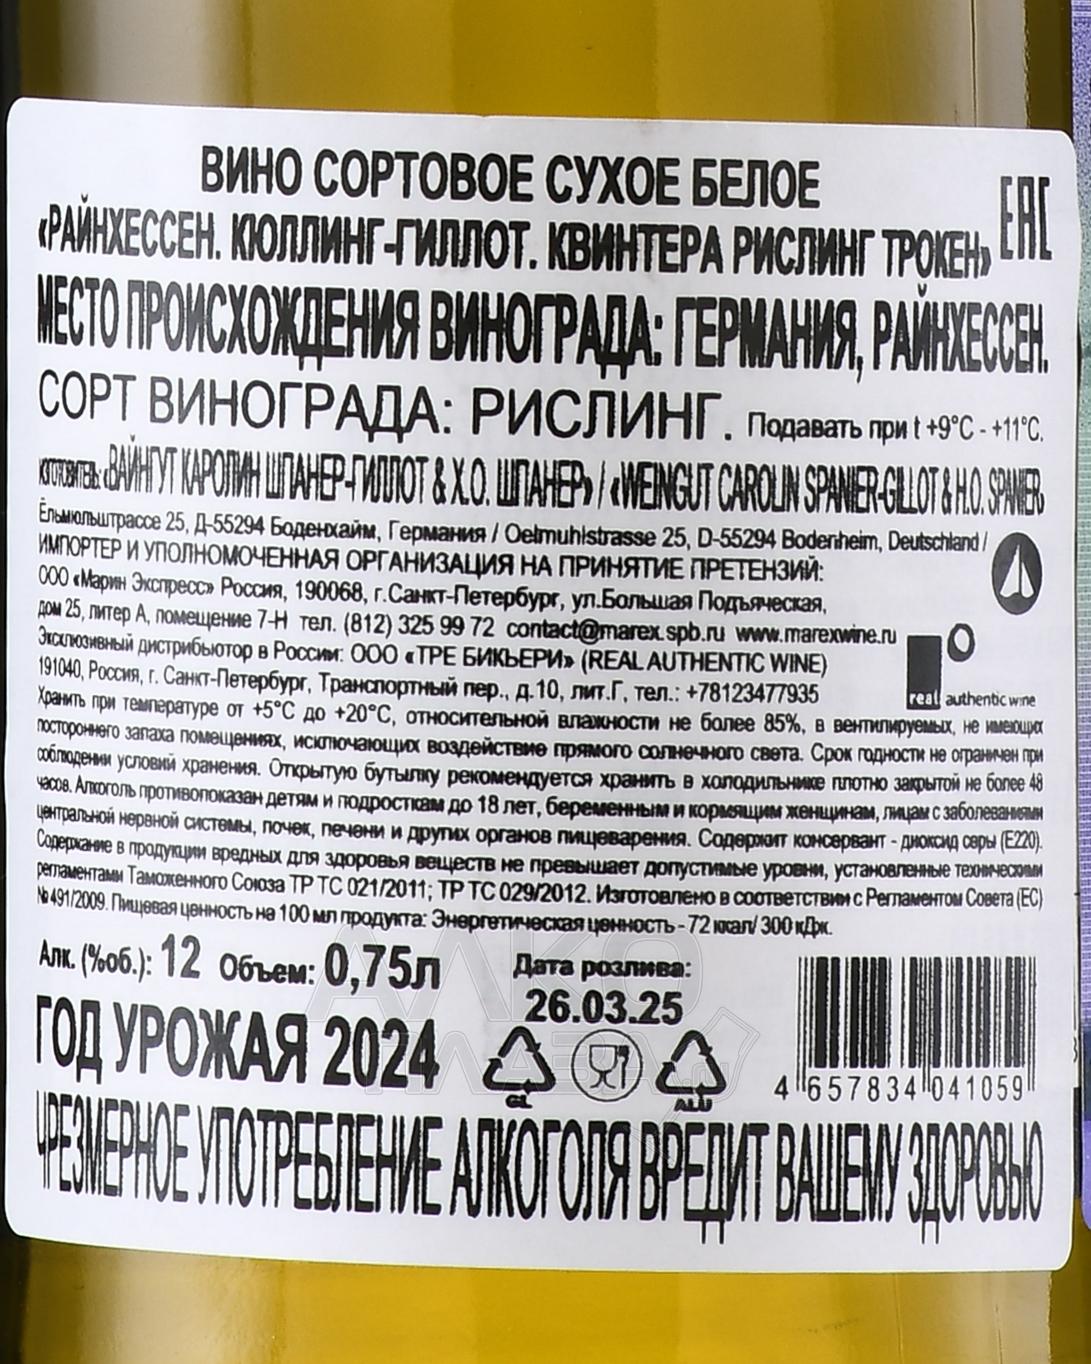 ВИНО СОРТОВОЕ СУХОЕ БЕЛОЕ
«РАЙНХЕССЕН. КЮЛЛИНГ-ГИЛЛОТ. КВИНТЕРА РИСЛИНГ ТРОКЕН»
ЕАС
МЕСТО ПРОИСХОЖДЕНИЯ ВИНОГРАДА: ГЕРМАНИЯ, РАЙНХЕССЕН.
СОРТ ВИНОГРАДА: РИСЛИНГ. Подавать при t +9°С - +11°С.
ИЗГОТОВИТЕЛЬ: «ВАЙНГУТ КАРОЛИН ШПАНЕР-ГИЛЛОТ & Х.О. ШПАНЕР» / «WEINGUT CAROLIN SPANIER-GILLOT & H.O. SPANIER»
Ёльмюльштрассе 25, Д-55294 Боденхайм, Германия / Oelmuhlstrasse 25, D-55294 Bodenheim, Deutschland /
ИМПОРТЕР И УПОЛНОМОЧЕННАЯ ОРГАНИЗАЦИЯ НА ПРИНЯТИЕ ПРЕТЕНЗИЙ:
ООО «Марин Экспресс» Россия, 190068, г.Санкт-Петербург, ул.Большая Подъяческая,
дом 25, литер А, помещение 7-Н тел. (812) 325 99 72 contact@marex.spb.ru www.marexwine.ru
Эксклюзивный дистрибьютор в России: ООО «ТРЕ БИКЬЕРИ» (REAL AUTHENTIC WINE)
191040, Россия, г. Санкт-Петербург, Транспортный пер., д.10, лит.Г, тел.: +78123477935
real authentic wine
Хранить при температуре от +5°С до +20°С, относительной влажности не более 85%, в вентилируемых, не имеющих
постороннего запаха помещениях, исключающих воздействие прямого солнечного света. Срок годности не ограничен при
соблюдении условий хранения. Открытую бутылку рекомендуется хранить в холодильнике плотно закрытой не более 48
часов. Алкоголь противопоказан детям и подросткам до 18 лет, беременным и кормящим женщинам, лицам с заболеваниями
центральной нервной системы, почек, печени и других органов пищеварения. Содержит консервант - диоксид серы (Е220).
Содержание в продукции вредных для здоровья веществ не превышает допустимые уровни, установленные техническими
регламентами Таможенного Союза ТР ТС 021/2011; ТР ТС 029/2012. Изготовлено в соответствии с Регламентом Совета (ЕС)
№491/2009. Пищевая ценность на 100 мл продукта: Энергетическая ценность - 72 ккал/ 300 кДж.
Алк. (%об.): 12 Объем: 0,75л
Дата розлива:
26.03.25
ГОД УРОЖАЯ 2024
GL
ALU
4 657834 041059
ЧРЕЗМЕРНОЕ УПОТРЕБЛЕНИЕ АЛКОГОЛЯ ВРЕДИТ ВАШЕМУ ЗДОРОВЬЮ